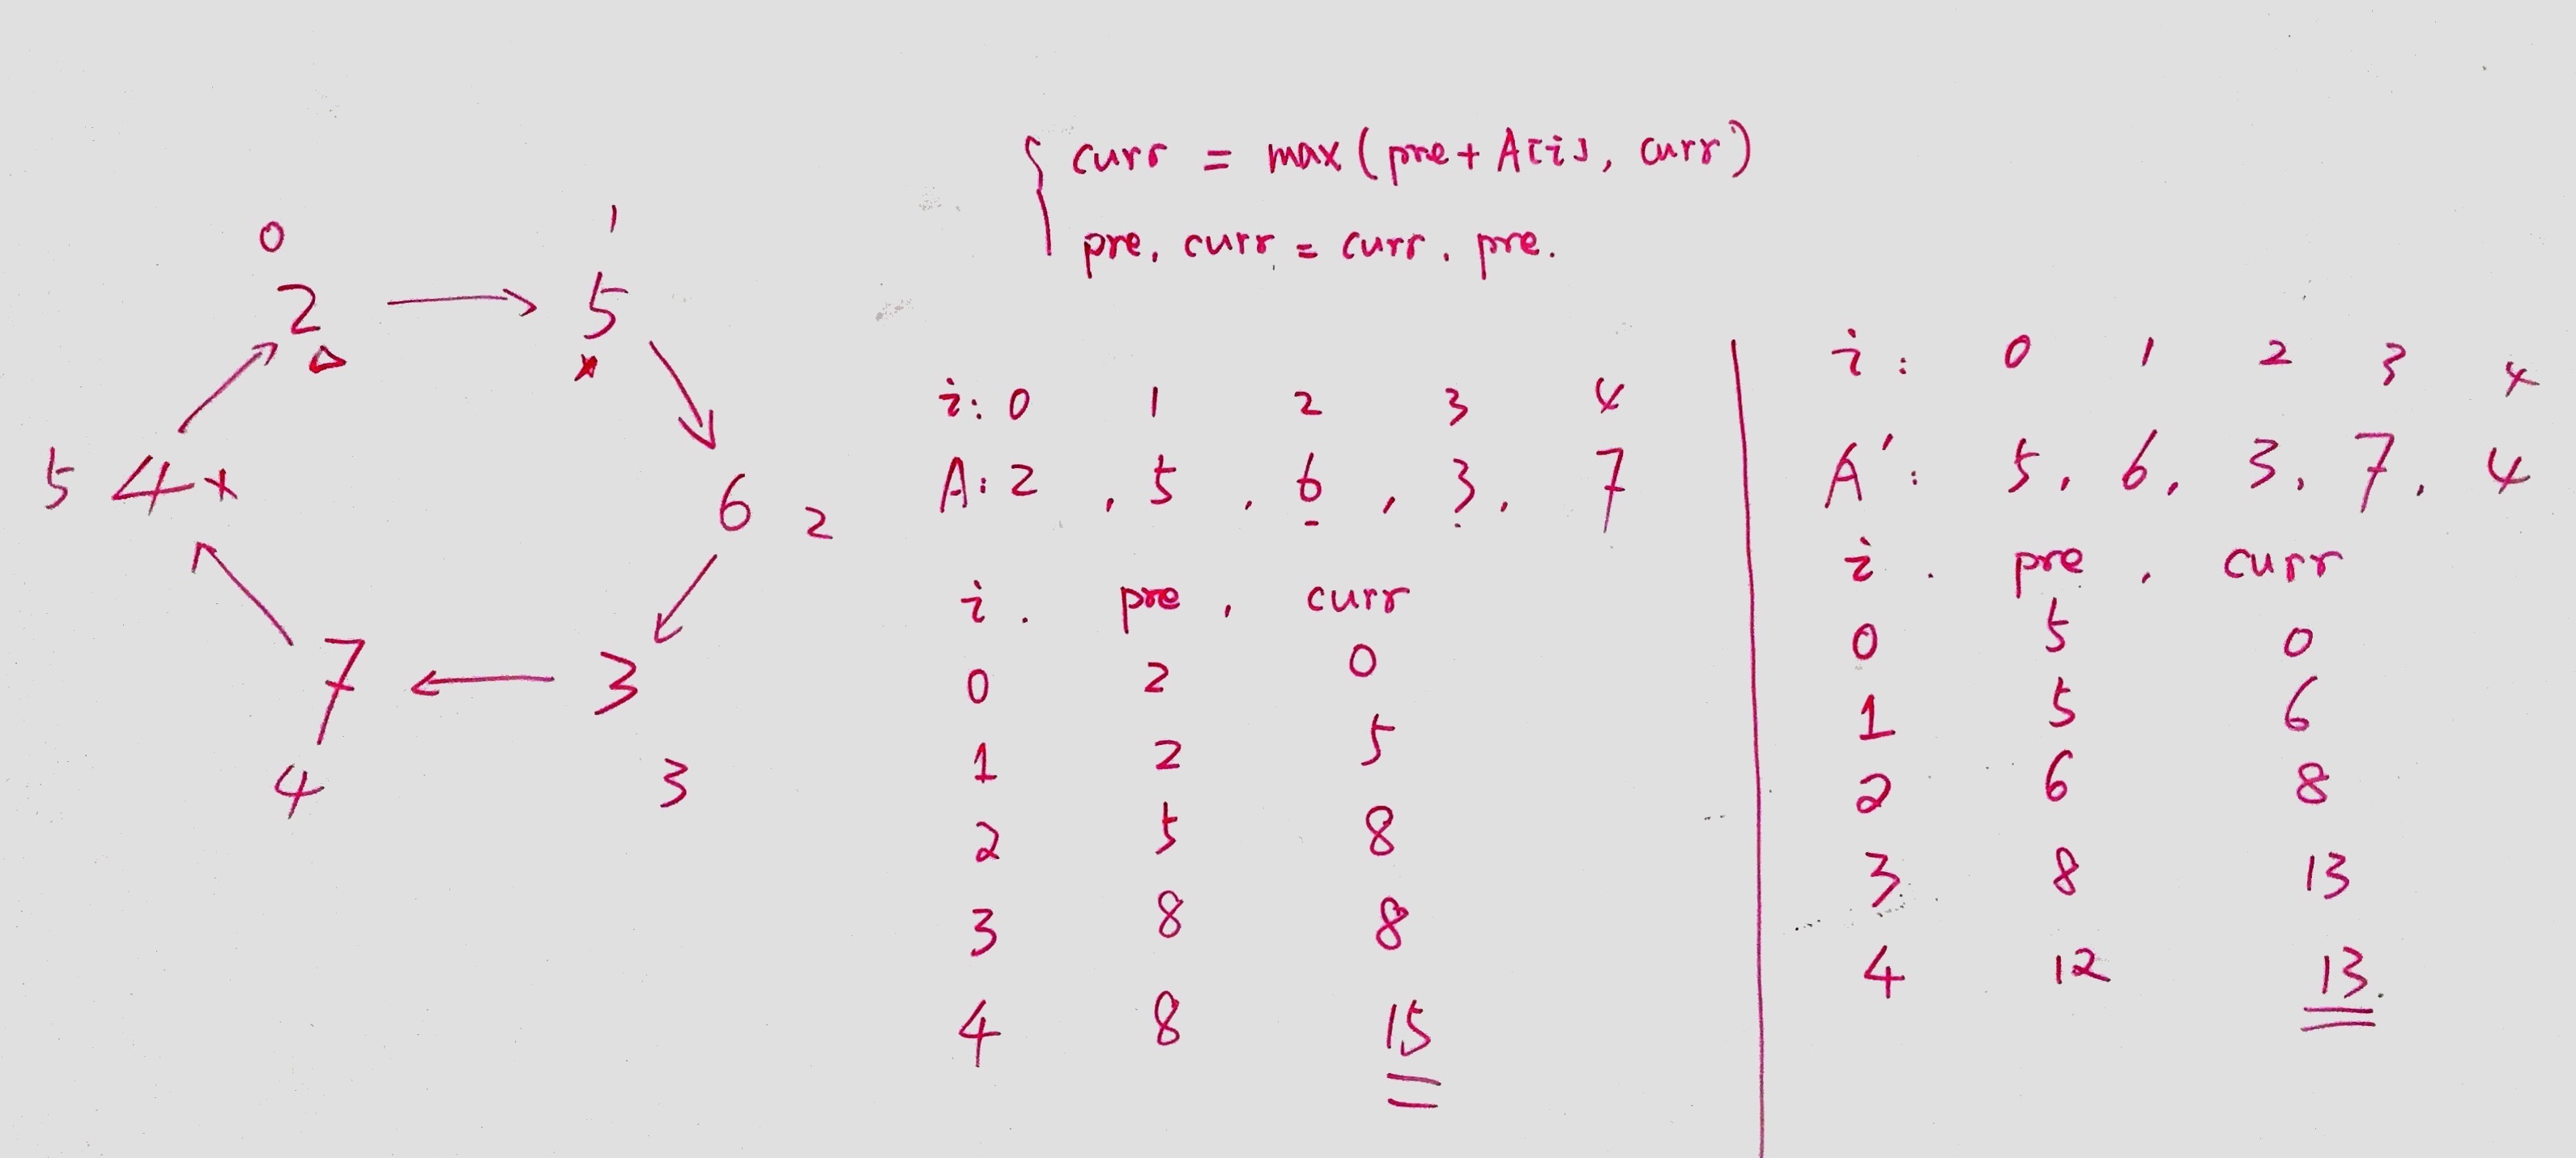 curr = max(pre+A[i], curr)
pre, curr = curr, pre.
0 1
2 5
5 4 6 2
7 3
4 3
i: 0 1 2 3 4
A: 2, 5, 6, 3, 7
i. pre, curr
0 2 0
1 2 5
2 5 8
3 8 8
4 8 15
i: 0 1 2 3 4
A': 5, 6, 3, 7, 4
i. pre, curr
0 5 0
1 5 6
2 6 8
3 8 13
4 12 13.